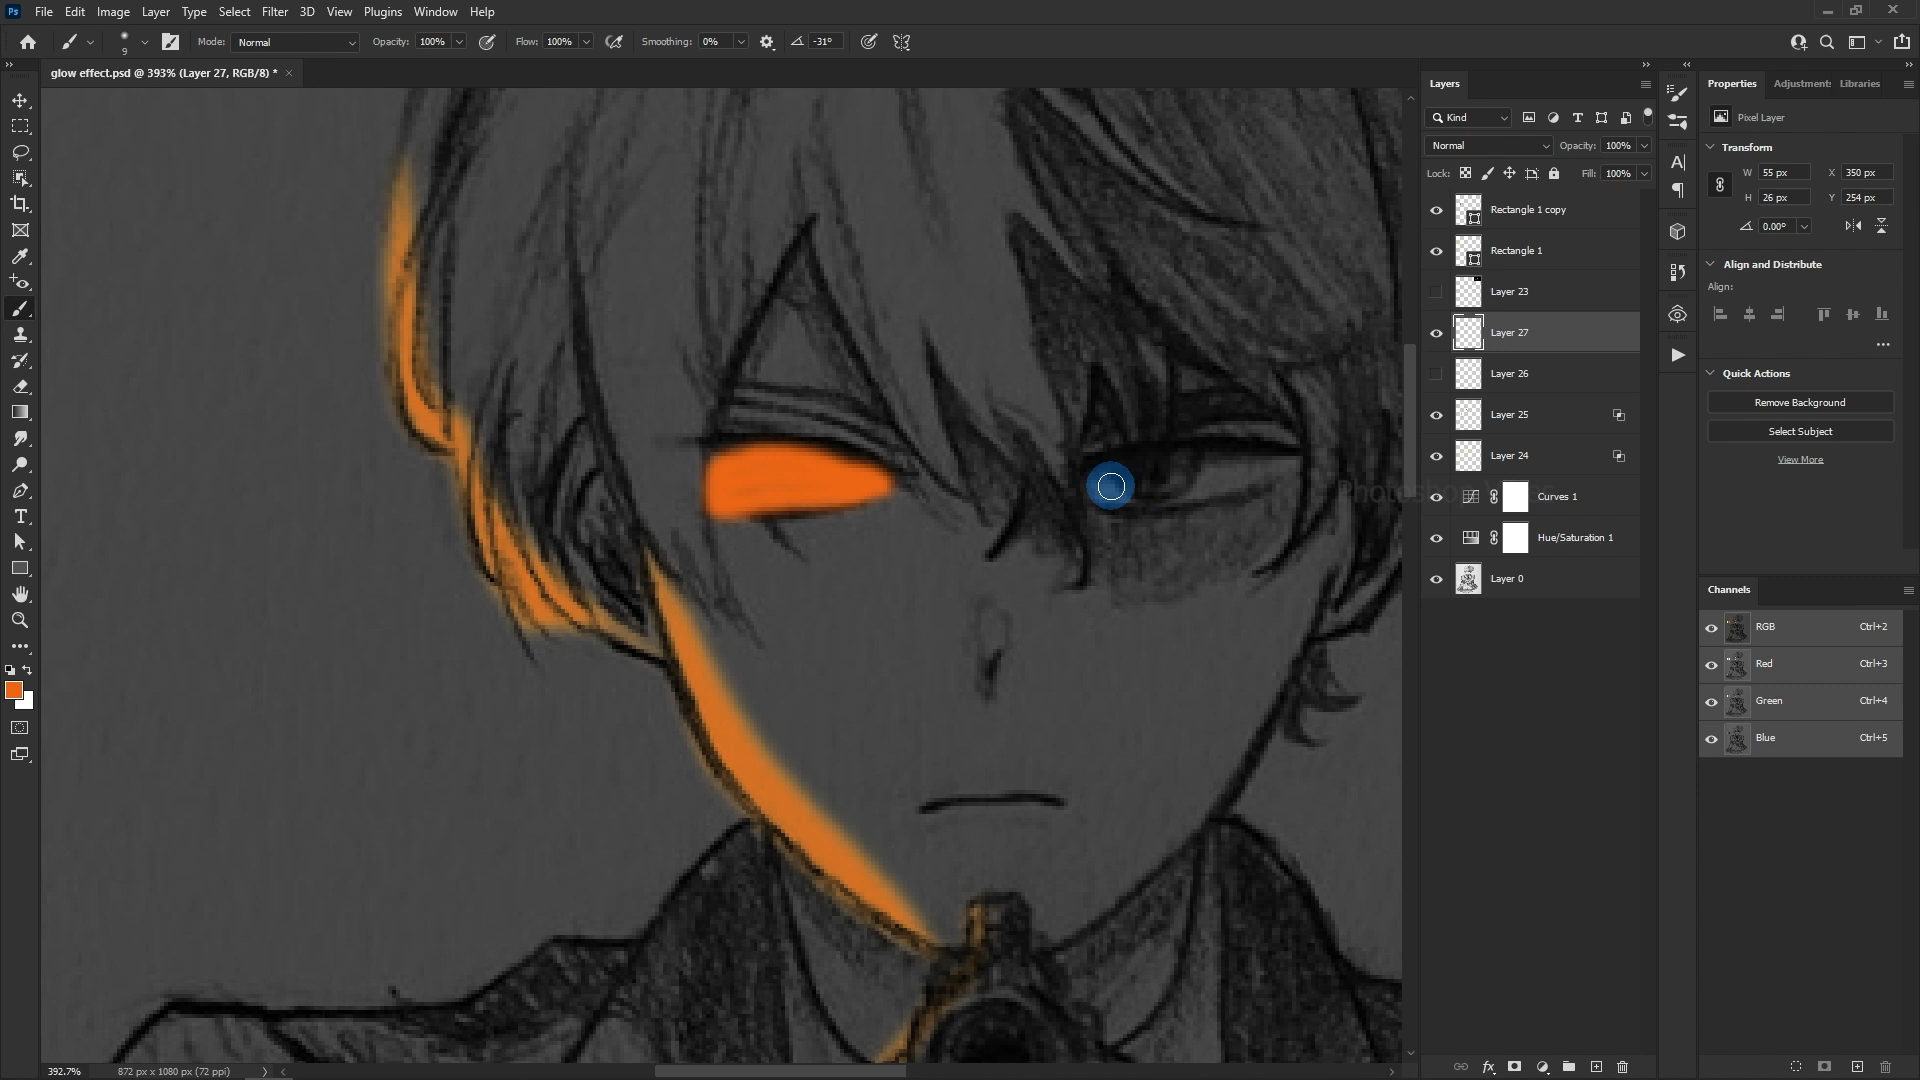 Ps File Edit Image Layer Type Select Filter 3D View Plugins Window Help
9 Mode: Normal Opacity: 100% Flow: 100% Smoothing: 0% -31°
glow effect.psd @ 393% (Layer 27, RGB/8) *
Layers
Kind
Normal Opacity: 100%
Lock: Fill: 100%
Rectangle 1 copy
Rectangle 1
Layer 23
Layer 27
Layer 26
Layer 25
Layer 24
Curves 1
Hue/Saturation 1
Layer 0
Properties Adjustments Libraries
Pixel Layer
Transform
W 55 px X 350 px
H 26 px Y 254 px
0.00°
Align and Distribute
Align:
Quick Actions
Remove Background
Select Subject
View More
Channels
RGB Ctrl+2
Red Ctrl+3
Green Ctrl+4
Blue Ctrl+5
Photoshop
392.7% 872 px x 1080 px (72 ppi)